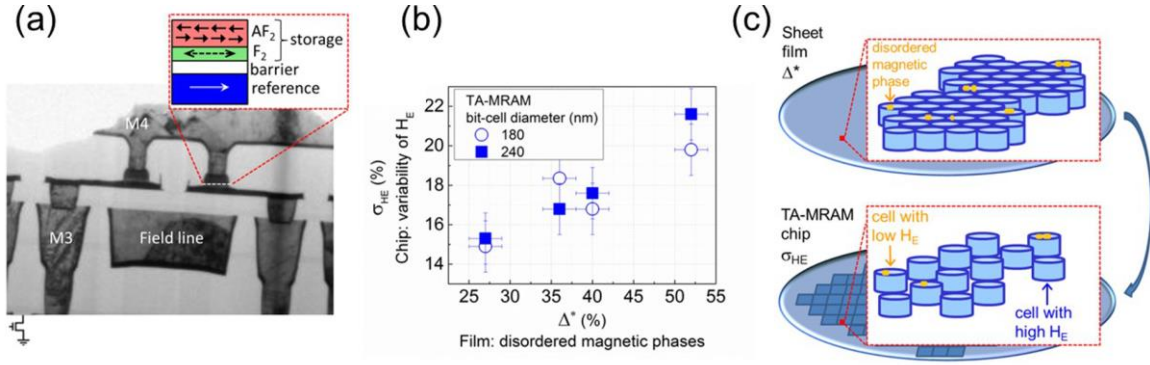 (a)
AF₂
F₂
storage
barrier
reference
M4
M3
Field line
(b)
TA-MRAM
bit-cell diameter (nm)
180
240
22
20
18
16
14
σHE (%)
Chip: variability of HE
25 30 35 40 45 50 55
Δ* (%)
Film: disordered magnetic phases
(c)
Sheet
film
Δ*
disordered
magnetic
phase
TA-MRAM
chip
σHE
cell with
low HE
cell with
high HE